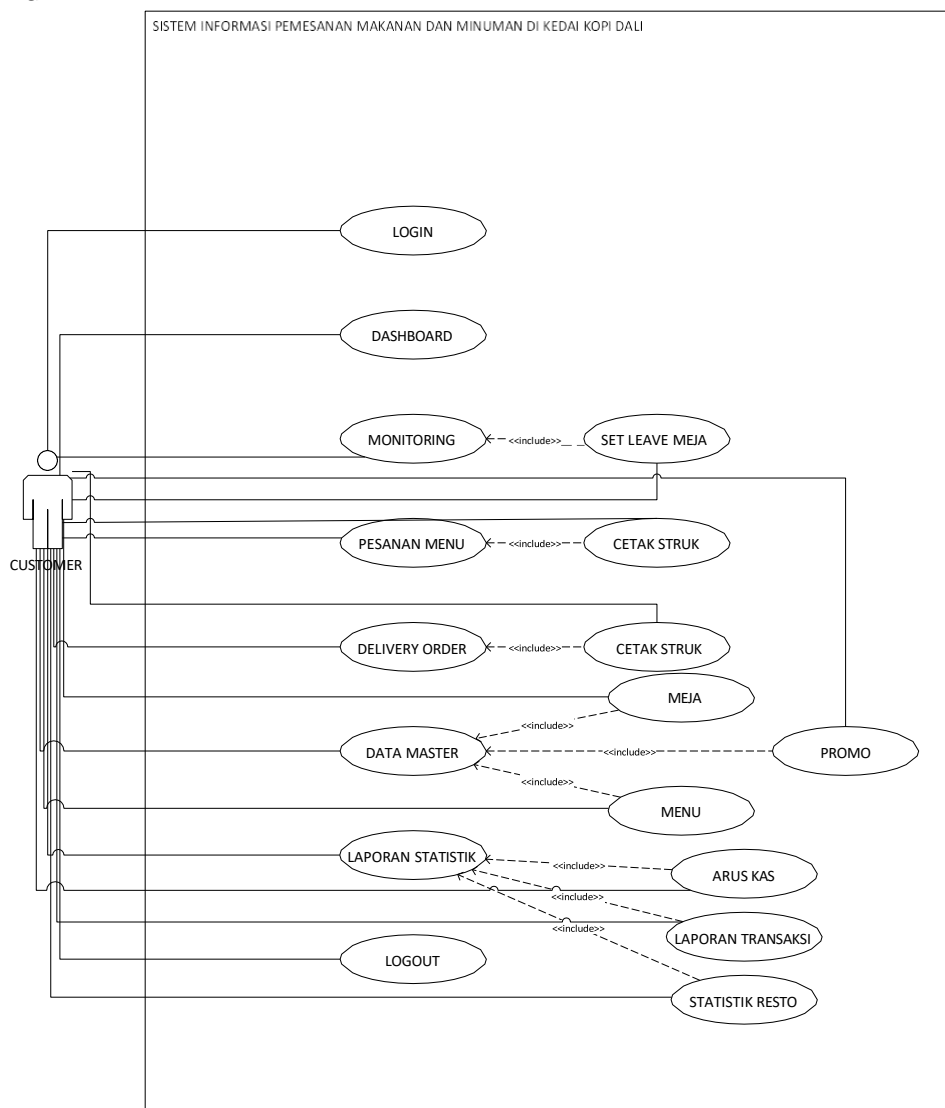 SISTEM INFORMASI PEMESANAN MAKANAN DAN MINUMAN DI KEDAI KOPI DALI
LOGIN
DASHBOARD
MONITORING
<<include>>
SET LEAVE MEJA
CUSTOMER
PESANAN MENU
<<include>>
CETAK STRUK
DELIVERY ORDER
<<include>>
CETAK STRUK
MEJA
<<include>>
DATA MASTER
<<include>>
PROMO
<<include>>
MENU
LAPORAN STATISTIK
<<include>>
ARUS KAS
<<include>>
LAPORAN TRANSAKSI
<<include>>
LOGOUT
STATISTIK RESTO